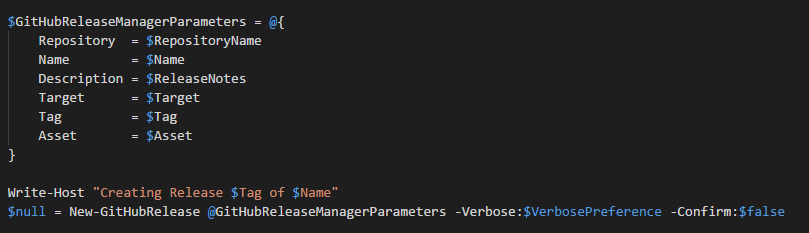 $GitHubReleaseManagerParameters = @{
    Repository  = $RepositoryName
    Name        = $Name
    Description = $ReleaseNotes
    Target      = $Target
    Tag         = $Tag
    Asset       = $Asset
}

Write-Host "Creating Release $Tag of $Name"
$null = New-GitHubRelease @GitHubReleaseManagerParameters -Verbose:$VerbosePreference -Confirm:$false